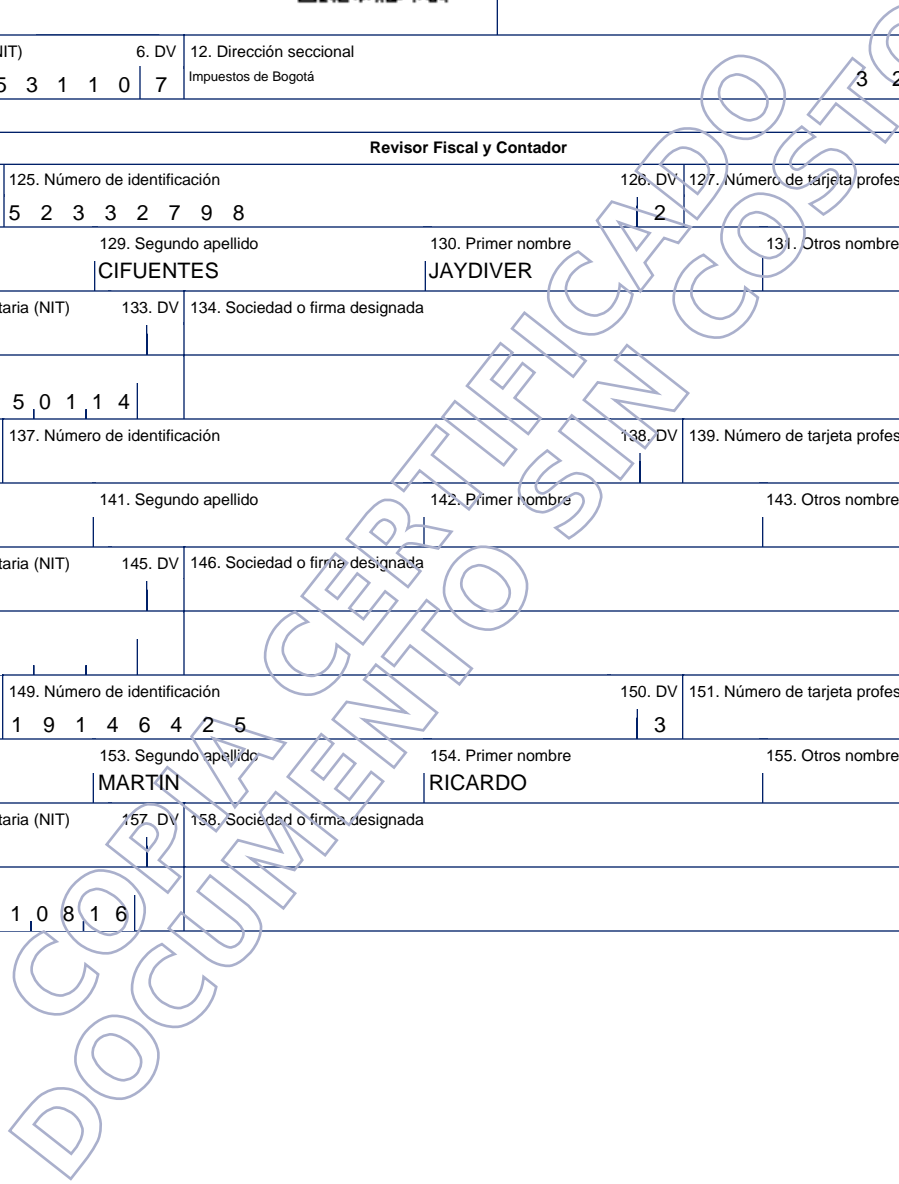 NIT) 6. DV 12. Dirección seccional
5 3 1 1 0 7 Impuestos de Bogotá 3 2
Revisor Fiscal y Contador
125. Número de identificación 126. DV 127. Número de tarjeta profes
5 2 3 3 2 7 9 8 2
129. Segundo apellido 130. Primer nombre 131. Otros nombre
CIFUENTES JAYDIVER
taria (NIT) 133. DV 134. Sociedad o firma designada
5 0 1 1 4
137. Número de identificación 138. DV 139. Número de tarjeta profes
141. Segundo apellido 142. Primer nombre 143. Otros nombre
taria (NIT) 145. DV 146. Sociedad o firma designada
149. Número de identificación 150. DV 151. Número de tarjeta profes
1 9 1 4 6 4 2 5 3
153. Segundo apellido 154. Primer nombre 155. Otros nombre
MARTIN RICARDO
taria (NIT) 157. DV 158. Sociedad o firma designada
1 0 8 1 6
COPIA CERTIFICADO
DOCUMENTO SIN COSTO